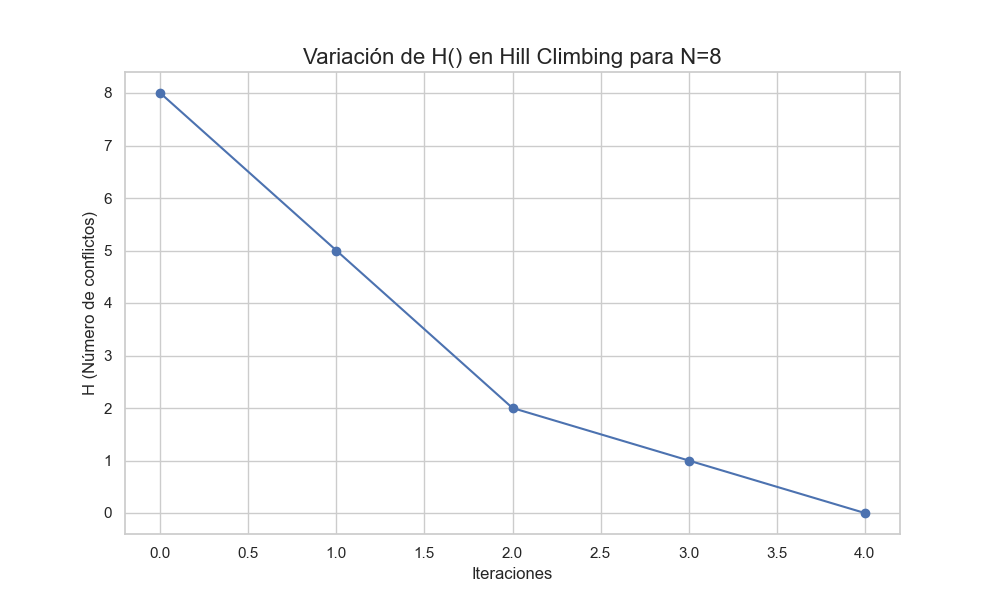 Variación de H() en Hill Climbing para N=8
H (Número de conflictos)
8
7
6
5
4
3
2
1
0
0.0 0.5 1.0 1.5 2.0 2.5 3.0 3.5 4.0
Iteraciones